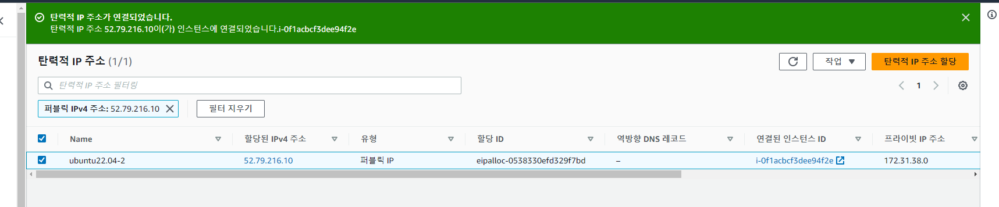 탄력적 IP 주소가 연결되었습니다.
탄력적 IP 주소 52.79.216.10이(가) 인스턴스에 연결되었습니다.i-0f1acbcf3dee94f2e
탄력적 IP 주소 (1/1)
작업
탄력적 IP 주소 할당
탄력적 IP 주소 필터링
1
퍼블릭 IPv4 주소: 52.79.216.10
필터 지우기
Name 할당된 IPv4 주소 유형 할당 ID 역방향 DNS 레코드 연결된 인스턴스 ID 프라이빗 IP 주소
ubuntu22.04-2 52.79.216.10 퍼블릭 IP eipalloc-0538330efd329f7bd – i-0f1acbcf3dee94f2e 172.31.38.0